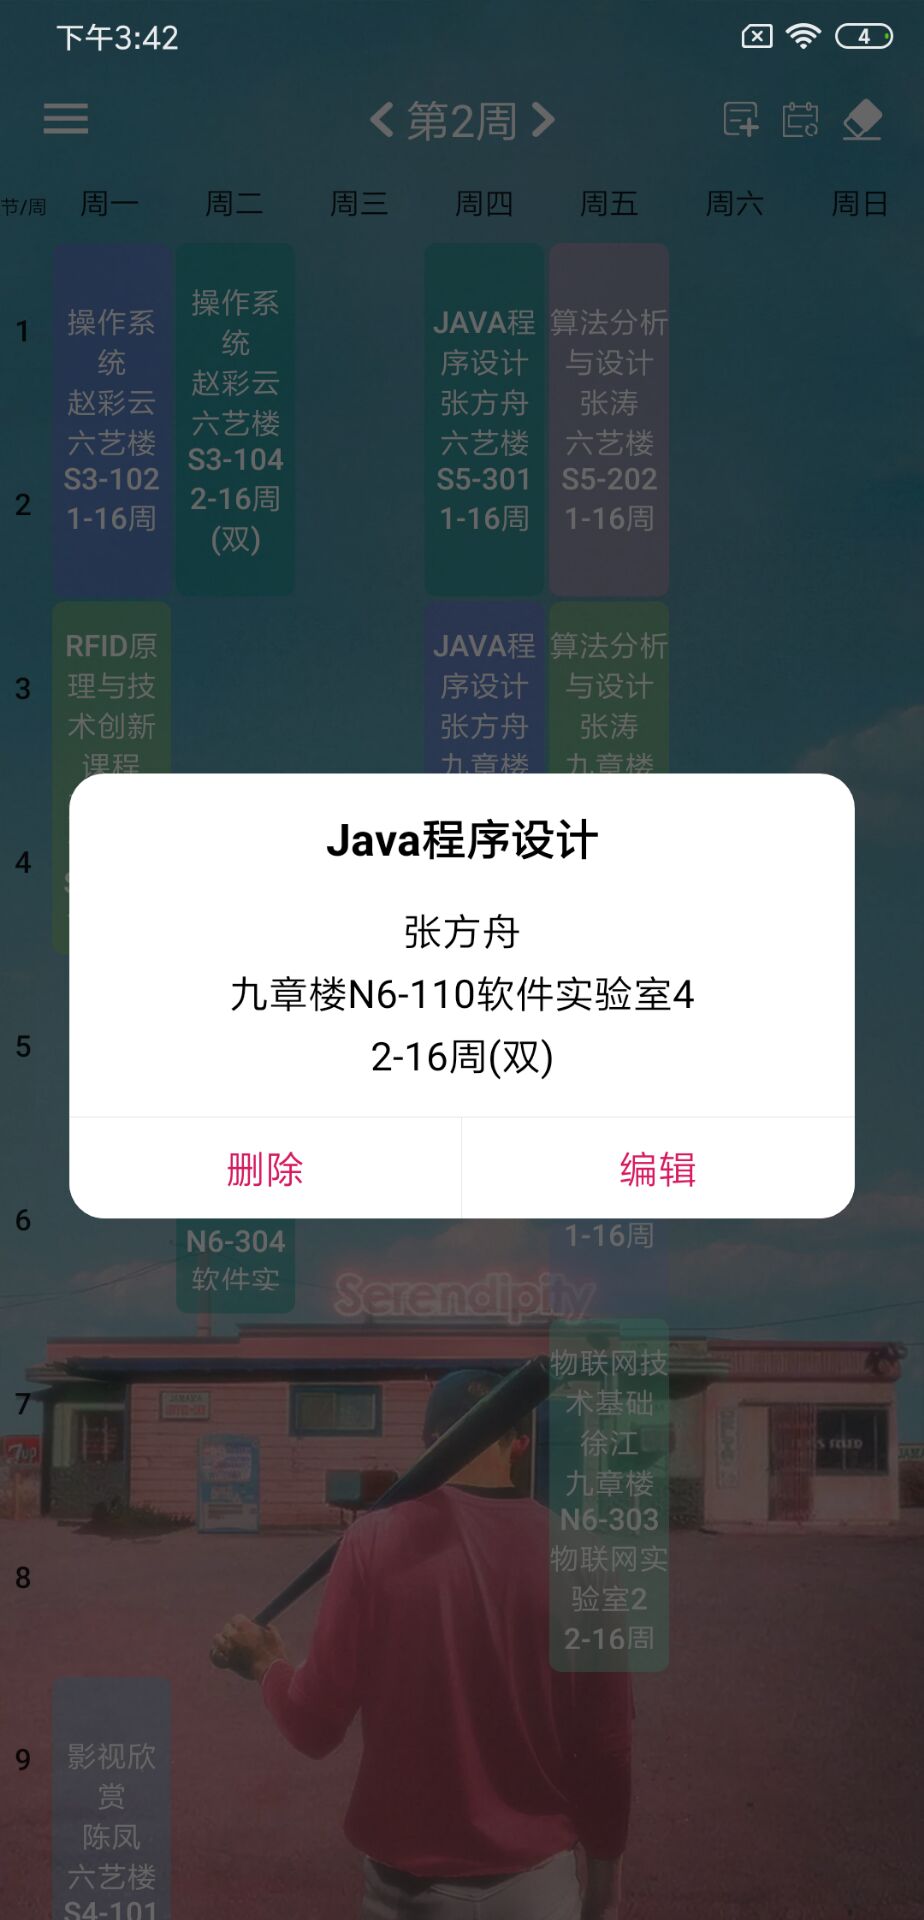 下午3:42
4
第2周
节/周 周一 周二 周三 周四 周五 周六 周日
1
2
3
4
5
6
7
8
9
操作系
统
赵彩云
六艺楼
S3-102
1-16周
RFID原
理与技
术创新
课程
影视欣
赏
陈凤
六艺楼
S4-101
操作系
统
赵彩云
六艺楼
S3-104
2-16周
(双)
N6-304
软件实
JAVA程
序设计
张方舟
六艺楼
S5-301
1-16周
JAVA程
序设计
张方舟
九章楼
算法分析
与设计
张涛
六艺楼
S5-202
1-16周
算法分析
与设计
张涛
九章楼
1-16周
物联网技
术基础
徐江
九章楼
N6-303
物联网实
验室2
2-16周
Java程序设计
张方舟
九章楼N6-110软件实验室4
2-16周(双)
删除
编辑
Serendipity
7up